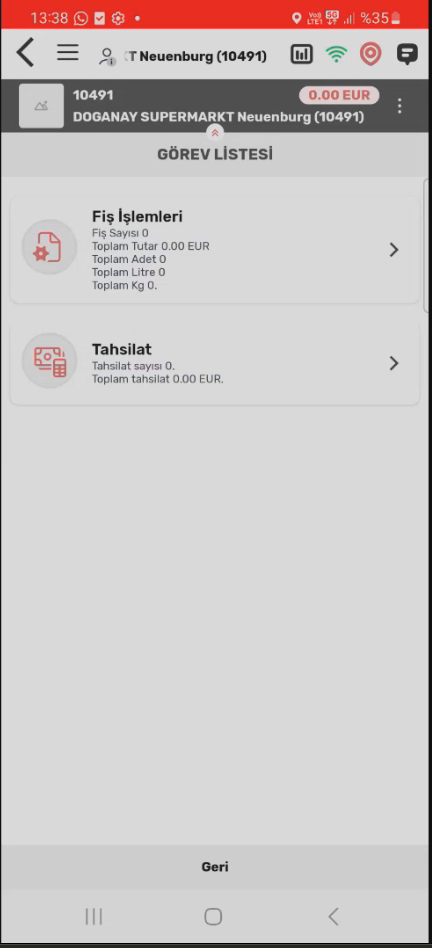 13:38 %35
T Neuenburg (10491)
10491 0.00 EUR
DOGANAY SUPERMARKT Neuenburg (10491)
GÖREV LİSTESİ
Fiş İşlemleri
Fiş Sayısı 0
Toplam Tutar 0.00 EUR
Toplam Adet 0
Toplam Litre 0
Toplam Kg 0.
Tahsilat
Tahsilat sayısı 0.
Toplam tahsilat 0.00 EUR.
Geri